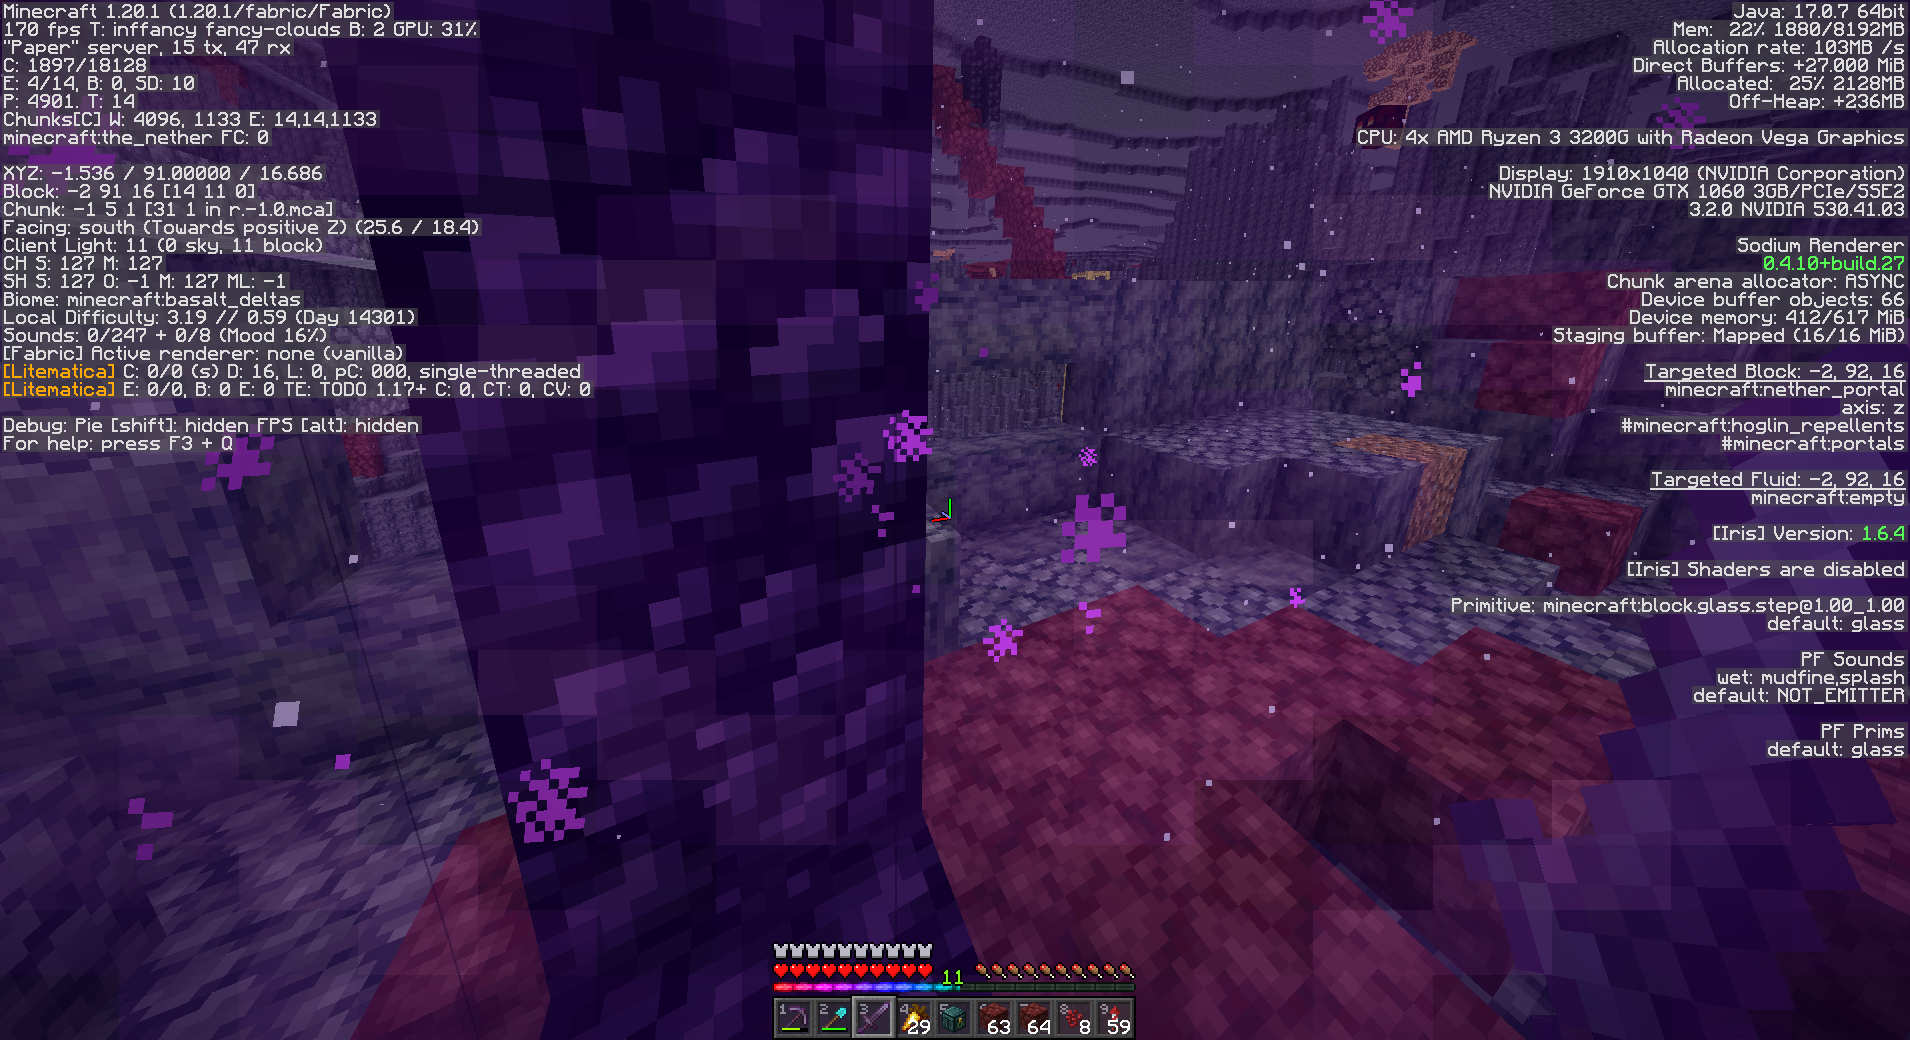 Minecraft 1.20.1 (1.20.1/fabric/Fabric)
170 fps T: inffancy fancy-clouds B: 2 GPU: 31%
"Paper" server, 15 tx, 47 rx
C: 1897/18128
E: 4/14, B: 0, SD: 10
P: 4901. T: 14
Chunks[C] W: 4096, 1133 E: 14,14,1133
minecraft:the_nether FC: 0
XYZ: -1.536 / 91.00000 / 16.686
Block: -2 91 16 [14 11 0]
Chunk: -1 5 1 [31 1 in r.-1.0.mca]
Facing: south (Towards positive Z) (25.6 / 18.4)
Client Light: 11 (0 sky, 11 block)
CH S: 127 M: 127
SH S: 127 O: -1 M: 127 ML: -1
Biome: minecraft:basalt_deltas
Local Difficulty: 3.19 // 0.59 (Day 14301)
Sounds: 0/247 + 0/8 (Mood 16%)
[Fabric] Active renderer: none (vanilla)
[Litematica] C: 0/0 (s) D: 16, L: 0, pC: 000, single-threaded
[Litematica] E: 0/0, B: 0 E: 0 TE: TODO 1.17+ C: 0, CT: 0, CV: 0
Debug: Pie [shift]: hidden FPS [alt]: hidden
For help: press F3 + Q
Java: 17.0.7 64bit
Mem: 22% 1880/8192MB
Allocation rate: 103MB /s
Direct Buffers: +27.000 MiB
Allocated: 25% 2128MB
Off-Heap: +236MB
CPU: 4x AMD Ryzen 3 3200G with Radeon Vega Graphics
Display: 1910x1040 (NVIDIA Corporation)
NVIDIA GeForce GTX 1060 3GB/PCIe/SSE2
3.2.0 NVIDIA 530.41.03
Sodium Renderer
0.4.10+build.27
Chunk arena allocator: ASYNC
Device buffer objects: 66
Device memory: 412/617 MiB
Staging buffer: Mapped (16/16 MiB)
Targeted Block: -2, 92, 16
minecraft:nether_portal
axis: z
#minecraft:hoglin_repellents
#minecraft:portals
Targeted Fluid: -2, 92, 16
minecraft:empty
[Iris] Version: 1.6.4
[Iris] Shaders are disabled
Primitive: minecraft:block.glass.step@1.00_1.00
default: glass
PF Sounds
wet: mudfine,splash
default: NOT_EMITTER
PF Prims
default: glass
11
1 2 3 4 5 6 7 8 9
29 63 64 8 59